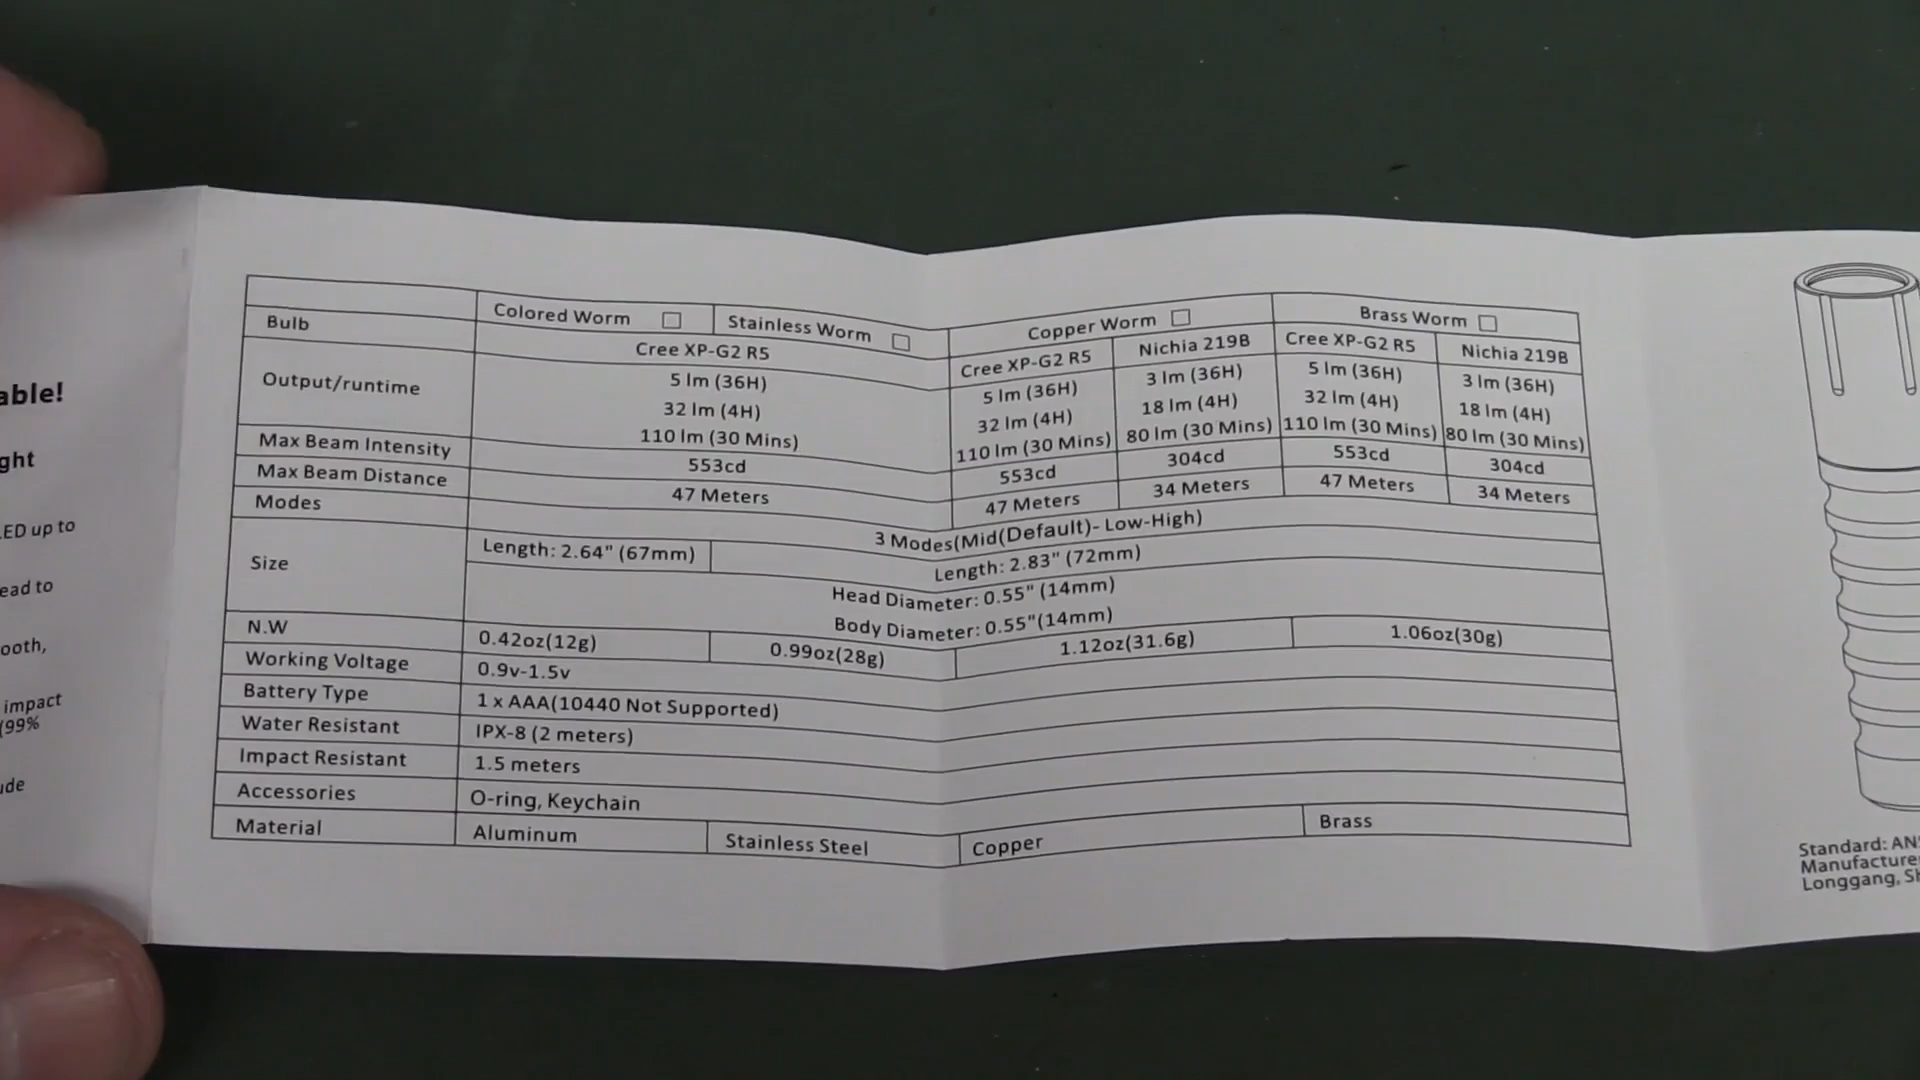 able!
ght
LED up to
ead to
ooth,
impact
(99%
ude
Colored Worm Stainless Worm Copper Worm Brass Worm
Bulb Cree XP-G2 R5 Cree XP-G2 R5 Nichia 219B Cree XP-G2 R5 Nichia 219B
Output/runtime 5 lm (36H) 5 lm (36H) 3 lm (36H) 5 lm (36H) 3 lm (36H)
32 lm (4H) 32 lm (4H) 18 lm (4H) 32 lm (4H) 18 lm (4H)
110 lm (30 Mins) 110 lm (30 Mins) 80 lm (30 Mins) 110 lm (30 Mins) 80 lm (30 Mins)
Max Beam Intensity 553cd 553cd 304cd 553cd 304cd
Max Beam Distance 47 Meters 47 Meters 34 Meters 47 Meters 34 Meters
Modes 3 Modes(Mid(Default)- Low-High)
Size Length: 2.64" (67mm) Length: 2.83" (72mm)
Head Diameter: 0.55" (14mm)
Body Diameter: 0.55"(14mm)
N.W 0.42oz(12g) 0.99oz(28g) 1.12oz(31.6g) 1.06oz(30g)
Working Voltage 0.9v-1.5v
Battery Type 1 x AAA(10440 Not Supported)
Water Resistant IPX-8 (2 meters)
Impact Resistant 1.5 meters
Accessories O-ring, Keychain
Material Aluminum Stainless Steel Copper Brass
Standard: ANS
Manufacturer
Longgang, Sh